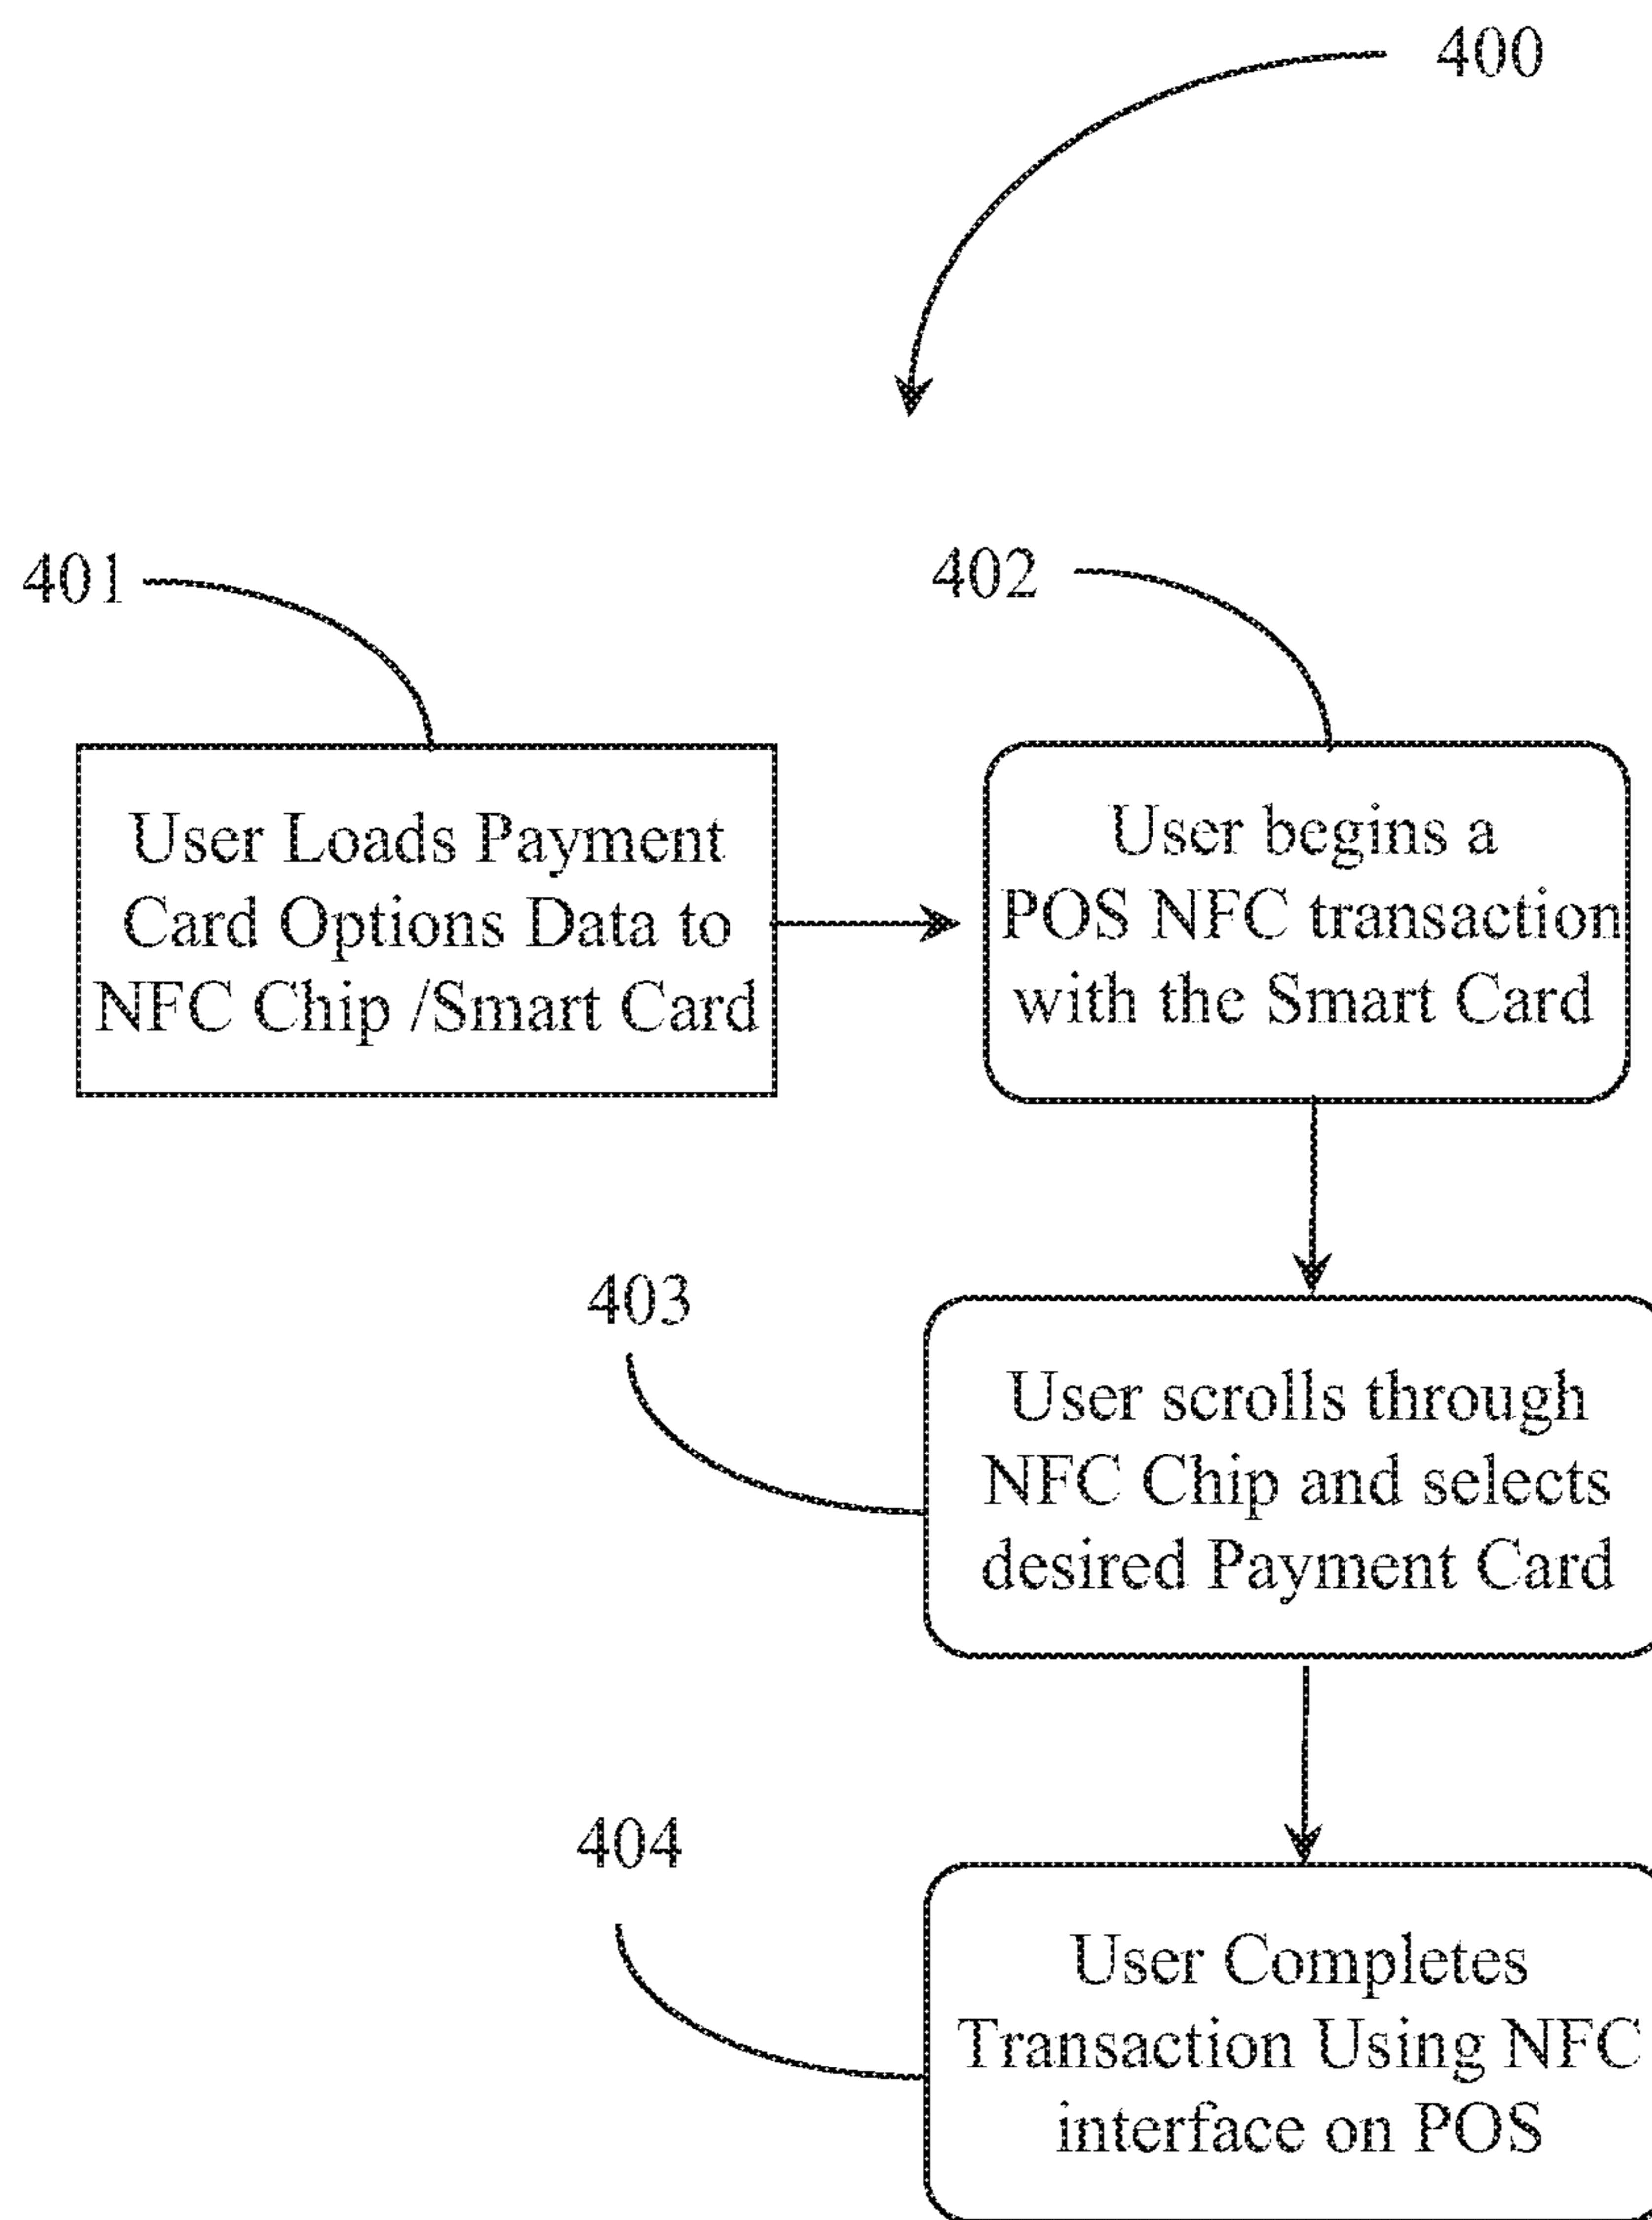 400
401
402
User Loads Payment
Card Options Data to
NFC Chip /Smart Card
User begins a
POS NFC transaction
with the Smart Card
403
User scrolls through
NFC Chip and selects
desired Payment Card
404
User Completes
Transaction Using NFC
interface on POS